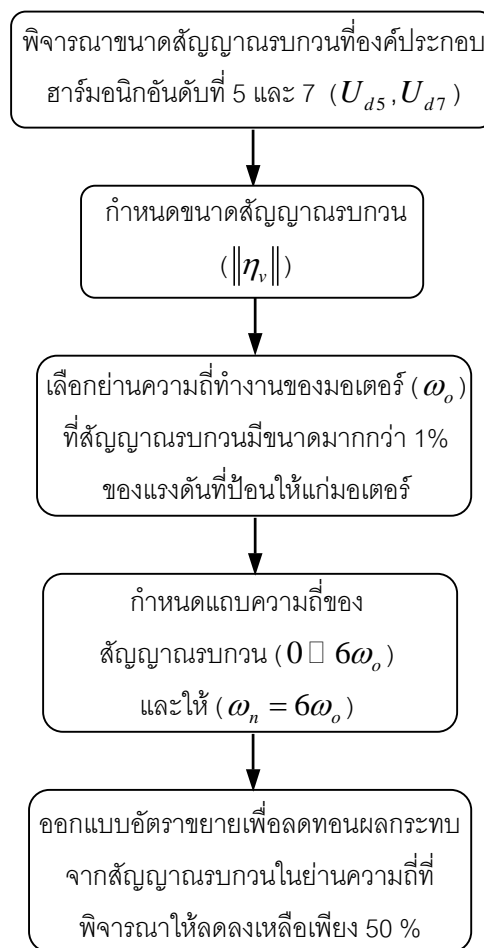 พิจารณาขนาดสัญญาณรบกวนที่องค์ประกอบ
ฮาร์มอนิกอันดับที่ 5 และ 7 (U_{d5}, U_{d7})
กำหนดขนาดสัญญาณรบกวน
(‖η_v‖)
เลือกย่านความถี่ทำงานของมอเตอร์ (ω_o)
ที่สัญญาณรบกวนมีขนาดมากกว่า 1%
ของแรงดันที่ป้อนให้แก่มอเตอร์
กำหนดแถบความถี่ของ
สัญญาณรบกวน (0 □ 6ω_o)
และให้ (ω_n = 6ω_o)
ออกแบบอัตราขยายเพื่อลดทอนผลกระทบ
จากสัญญาณรบกวนในย่านความถี่ที่
พิจารณาให้ลดลงเหลือเพียง 50 %